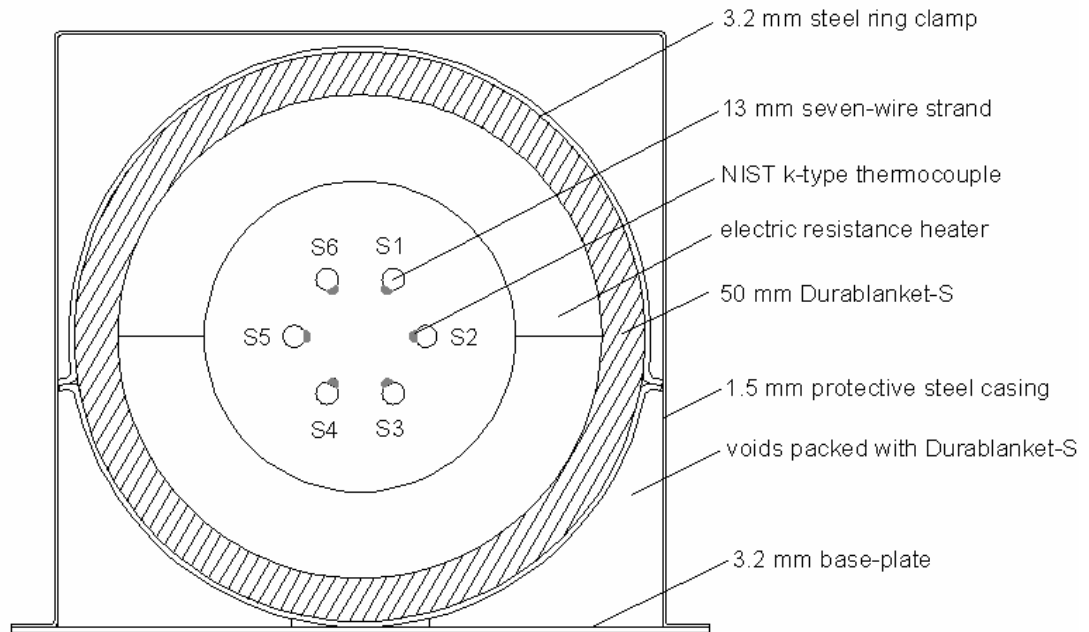 3.2 mm steel ring clamp
13 mm seven-wire strand
NIST k-type thermocouple
electric resistance heater
50 mm Durablanket-S
1.5 mm protective steel casing
voids packed with Durablanket-S
3.2 mm base-plate
S6 S1
S5 S2
S4 S3